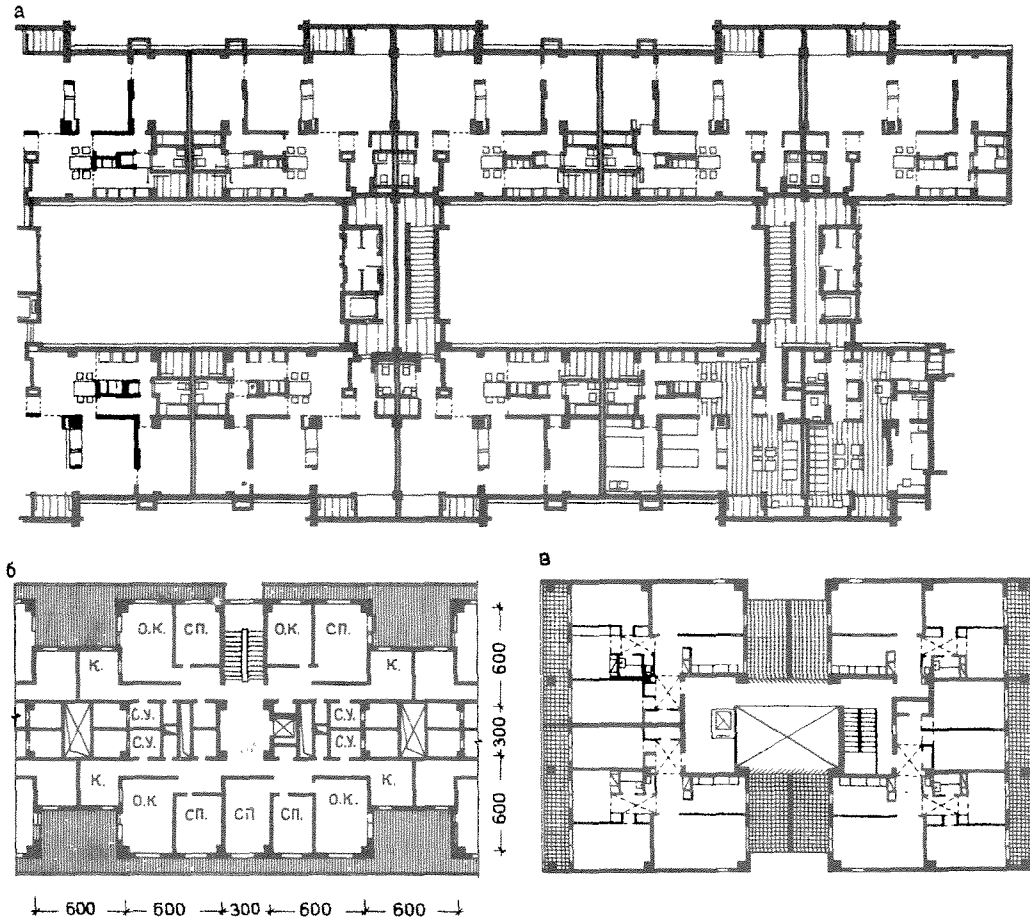 а
б
в
О.К. СП. О.К. СП.
К. К.
600
С.У. С.У.
С.У. С.У.
300
К. К.
О.К. СП. СП СП. О.К.
600
600 600 300 600 600